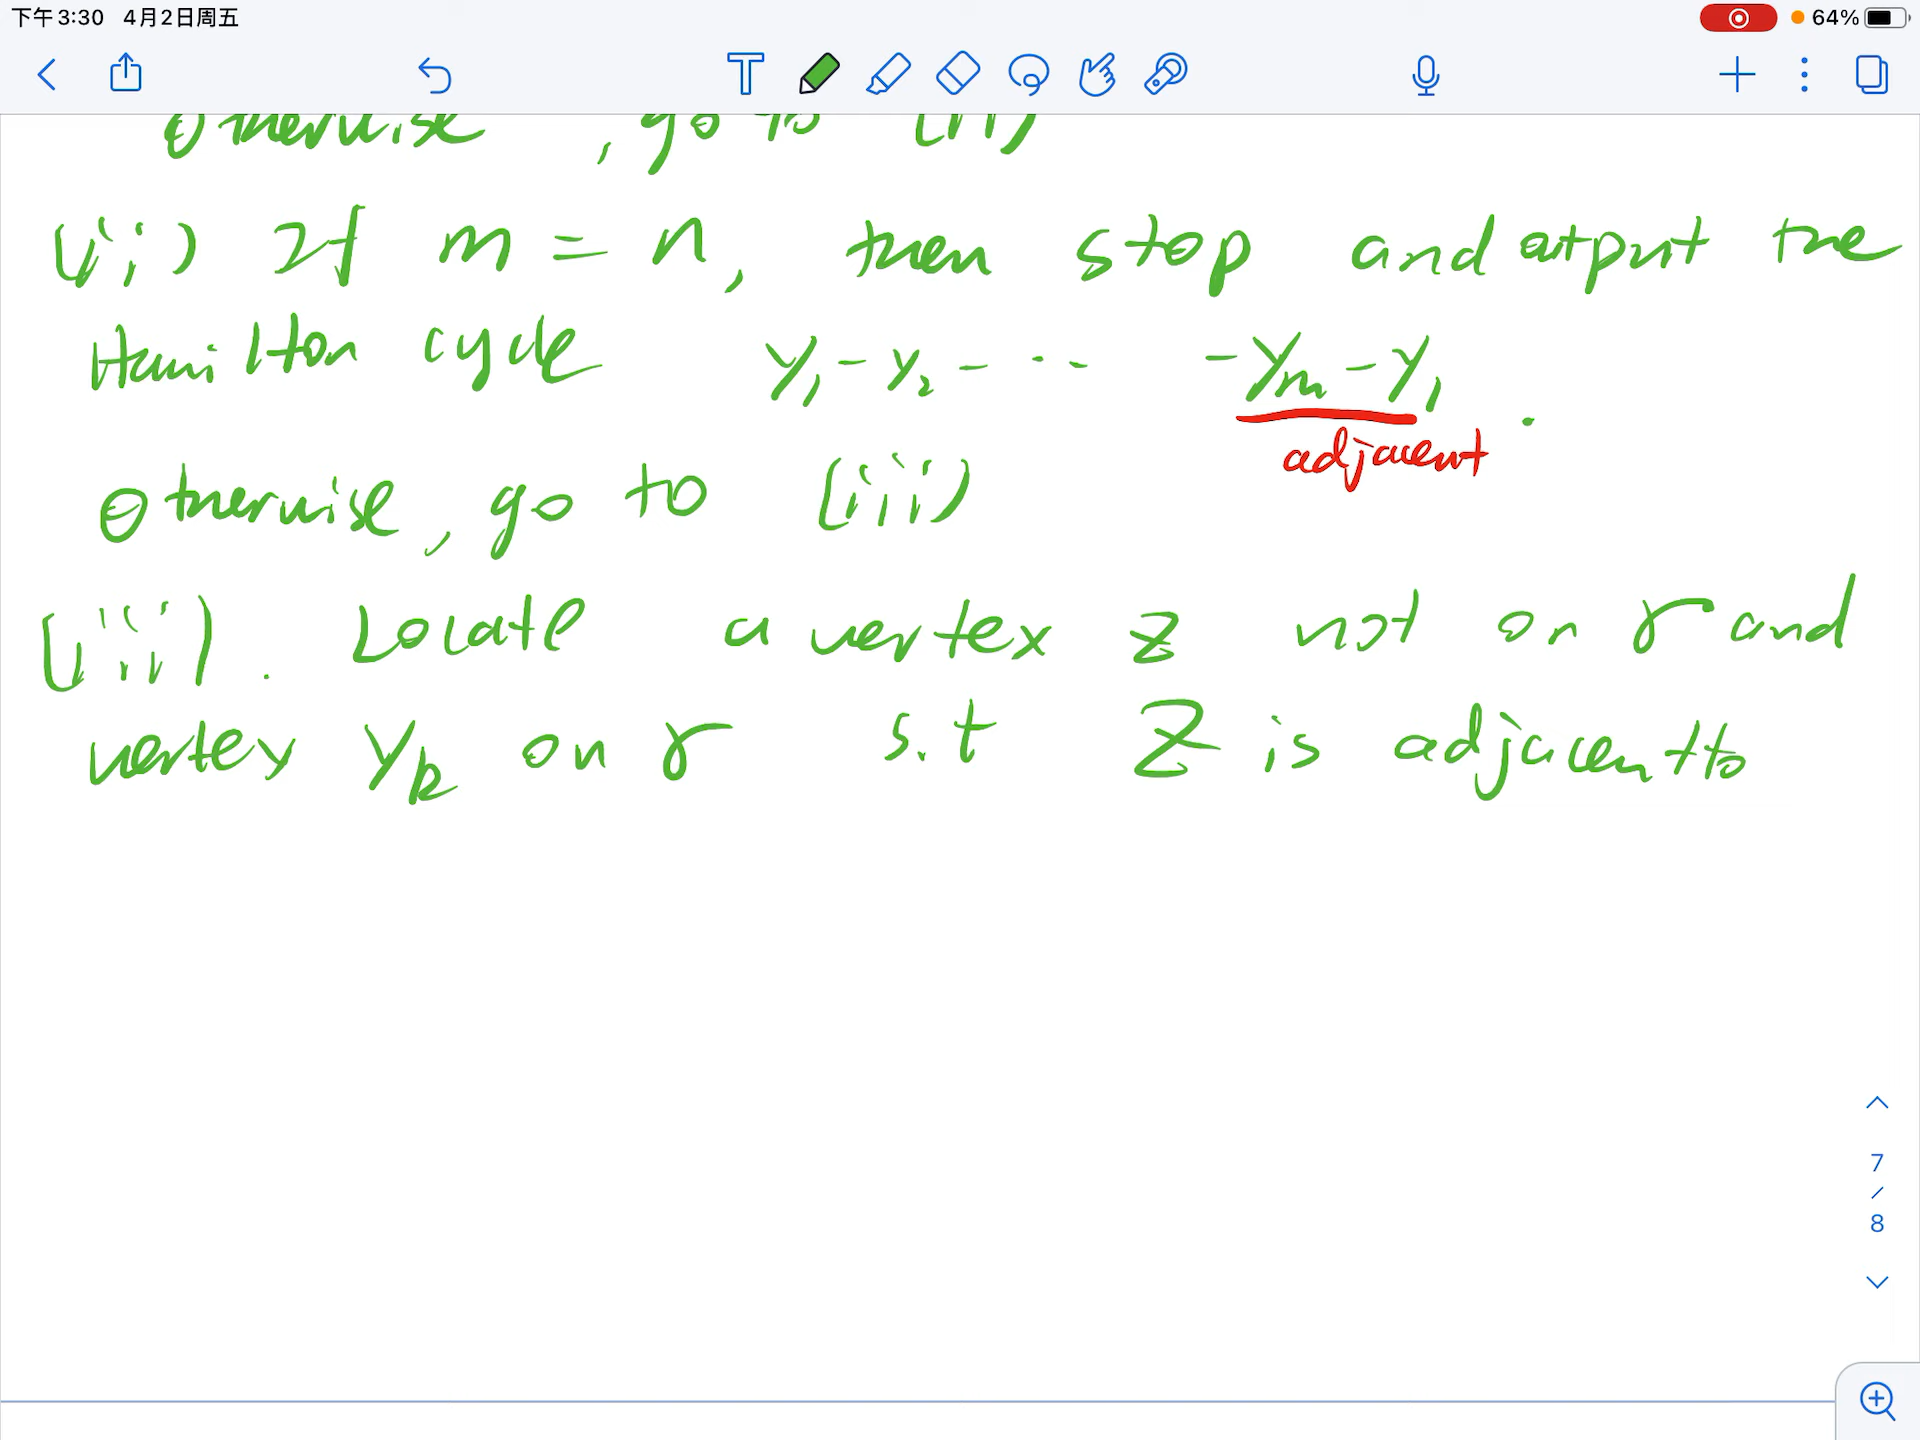 下午3:30 4月2日周五
64%
otherwise, go to (ii)
(ii) If m = n, then stop and output the
Hamilton cycle y₁ - y₂ - ... - yₘ - y₁.
adjacent
otherwise, go to (iii)
(iii). Locate a vertex z not on γ and
vertex yₖ on γ s.t z is adjacent to
7
/
8